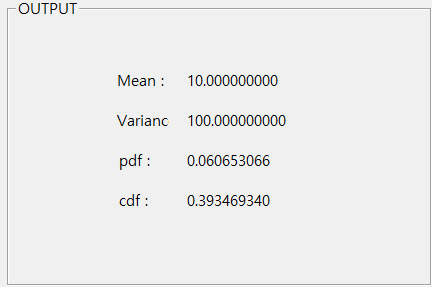 OUTPUT
Mean : 10.000000000
Varianc 100.000000000
pdf : 0.060653066
cdf : 0.393469340